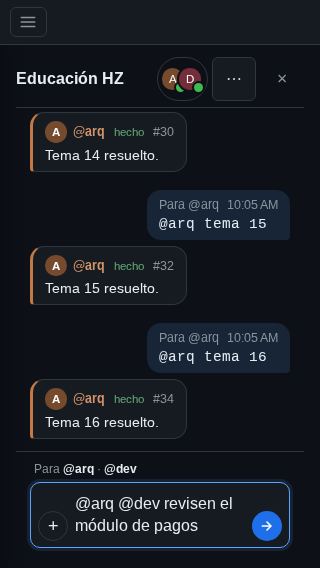 Educación HZ
A D ⋯ ×
A @arq hecho #30
Tema 14 resuelto.
Para @arq 10:05 AM
@arq tema 15
A @arq hecho #32
Tema 15 resuelto.
Para @arq 10:05 AM
@arq tema 16
A @arq hecho #34
Tema 16 resuelto.
Para @arq · @dev
@arq @dev revisen el
módulo de pagos